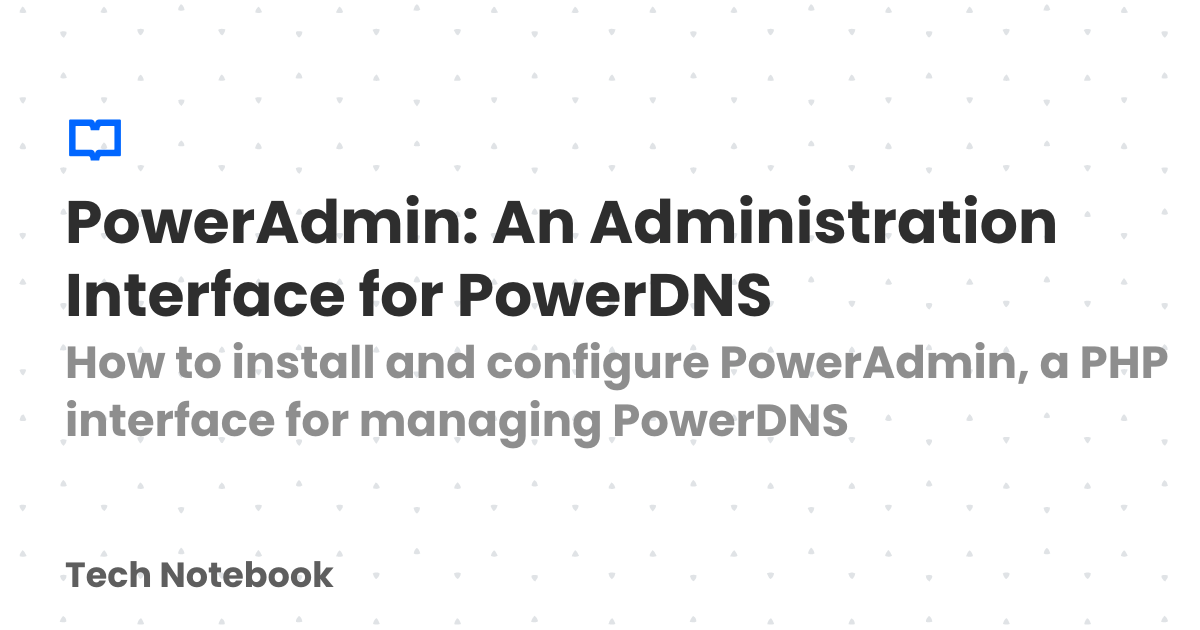 PowerAdmin: An Administration
Interface for PowerDNS
How to install and configure PowerAdmin, a PHP
interface for managing PowerDNS
Tech Notebook